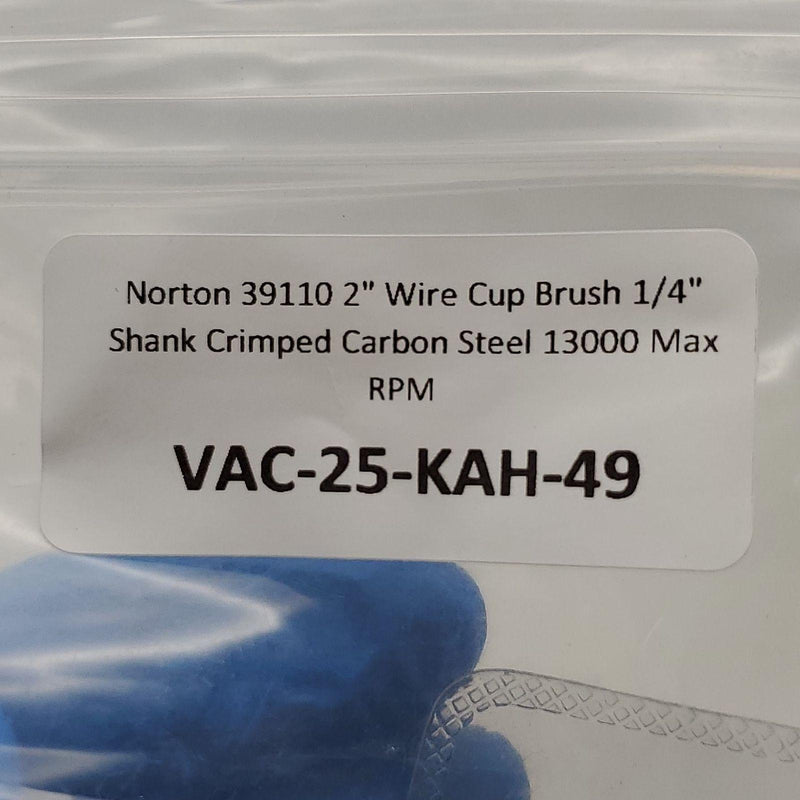 Norton 39110 2" Wire Cup Brush 1/4"
Shank Crimped Carbon Steel 13000 Max
RPM
VAC-25-KAH-49